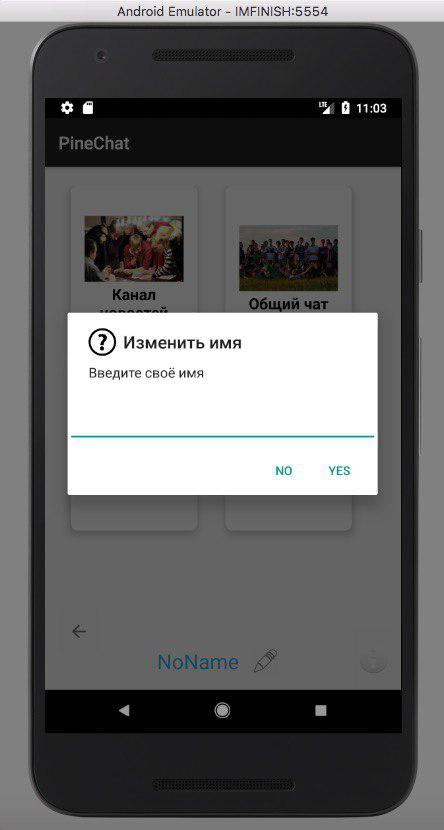 Android Emulator - IMFINISH:5554
LTE
11:03
PineChat
Канал
новостей
Общий чат
Изменить имя
Введите своё имя
NO
YES
NoName